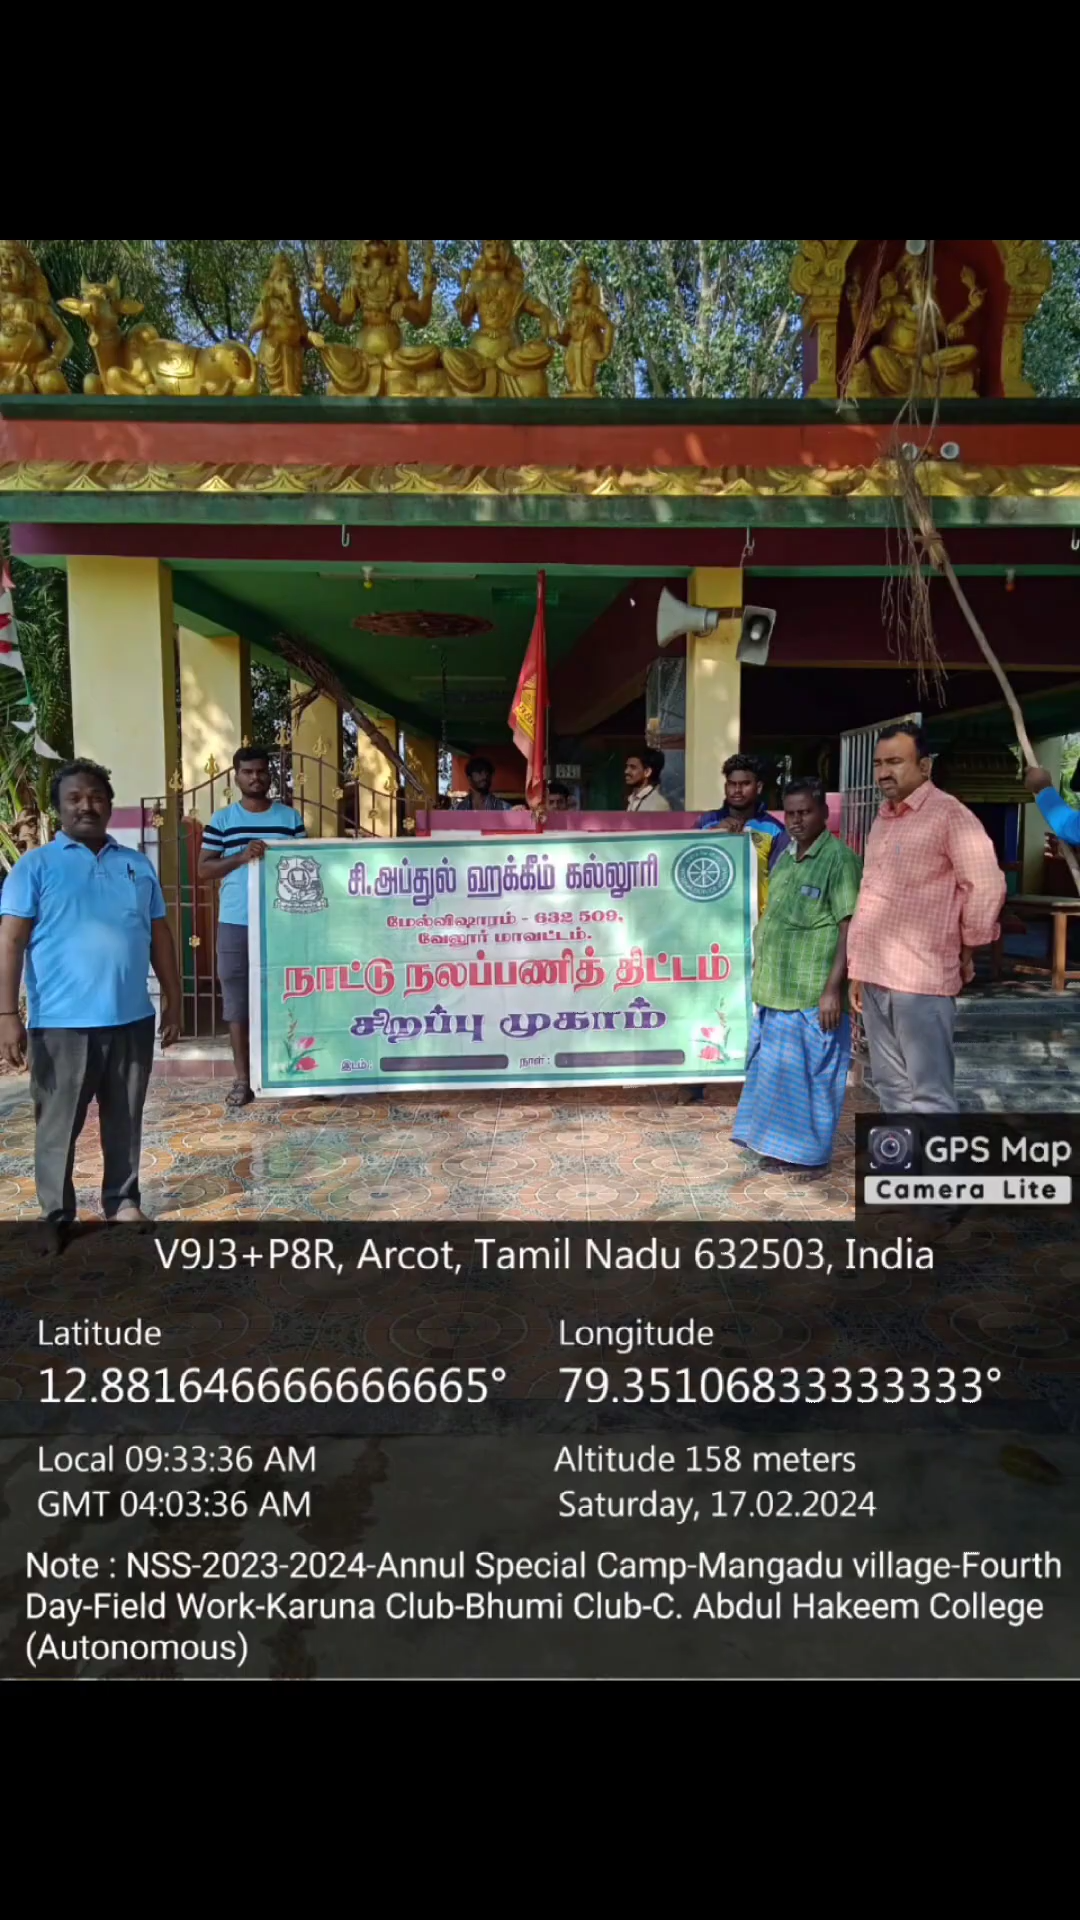 சி.அப்துல் ஹக்கீம் கல்லூரி
மேல்விஷாரம் - 632 509,
வேலூர் மாவட்டம்.
நாட்டு நலப்பணித் திட்டம்
சிறப்பு முகாம்
இடம் :
நாள் :
GPS Map
Camera Lite
V9J3+P8R, Arcot, Tamil Nadu 632503, India
Latitude
12.881646666666665°
Longitude
79.35106833333333°
Local 09:33:36 AM
GMT 04:03:36 AM
Altitude 158 meters
Saturday, 17.02.2024
Note : NSS-2023-2024-Annul Special Camp-Mangadu village-Fourth
Day-Field Work-Karuna Club-Bhumi Club-C. Abdul Hakeem College
(Autonomous)